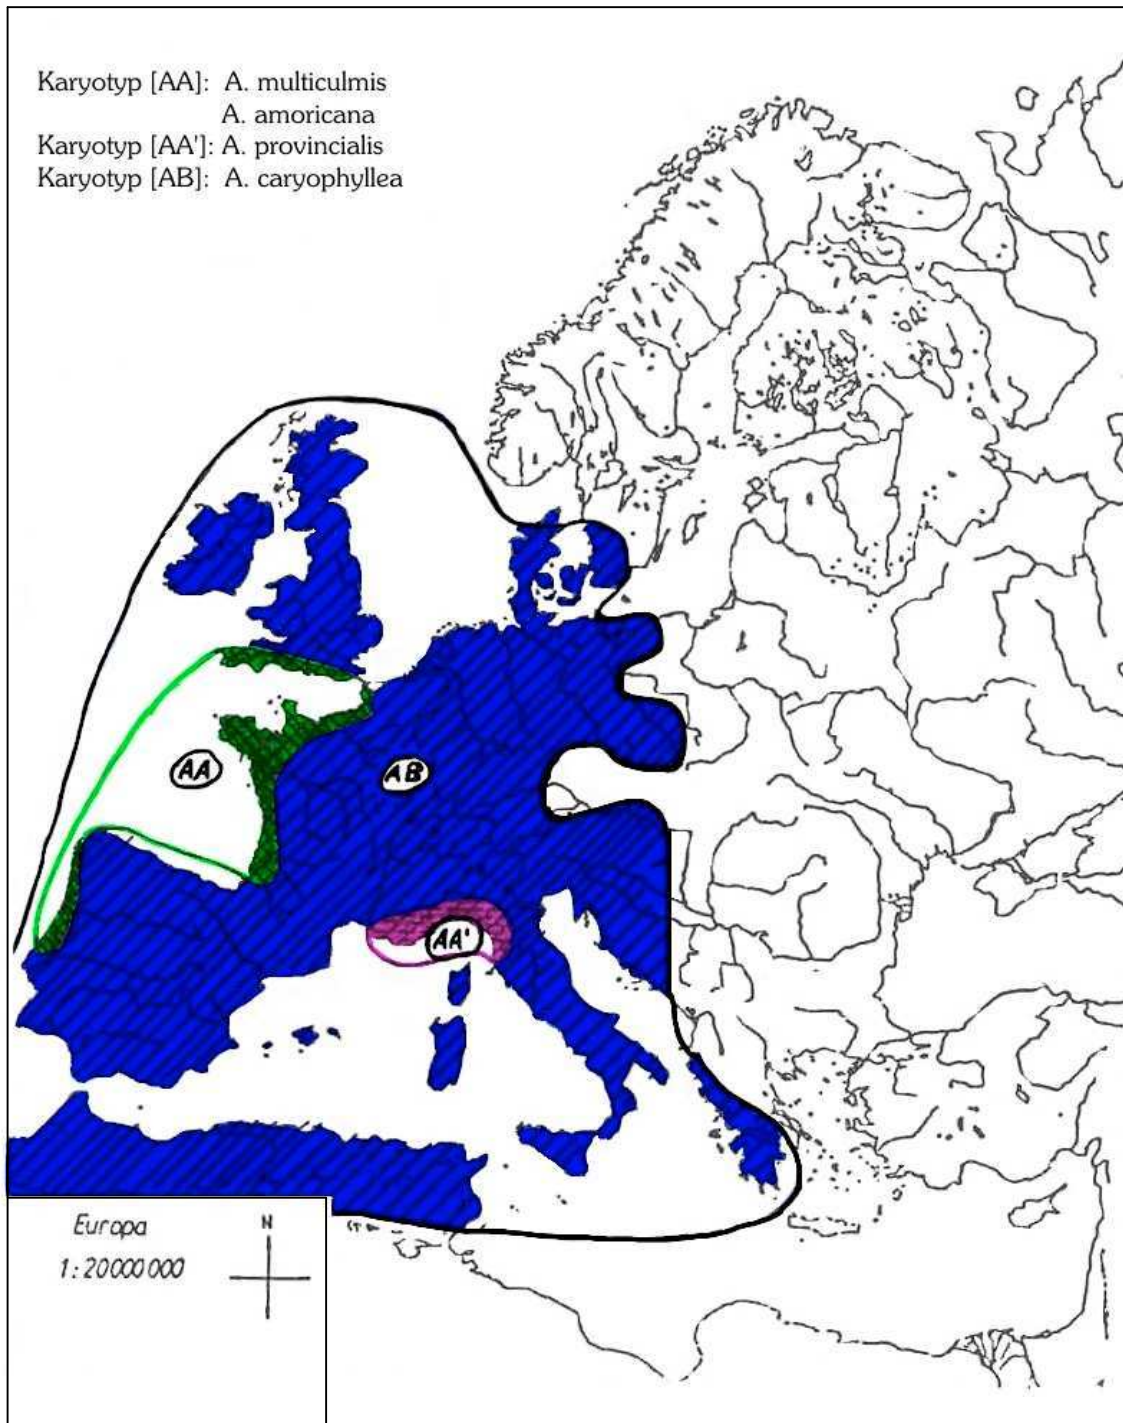 Karyotyp [AA]: A. multiculmis
A. amoricana
Karyotyp [AA']: A. provincialis
Karyotyp [AB]: A. caryophyllea
AA
AB
AA'
Europa
N
1:20000000